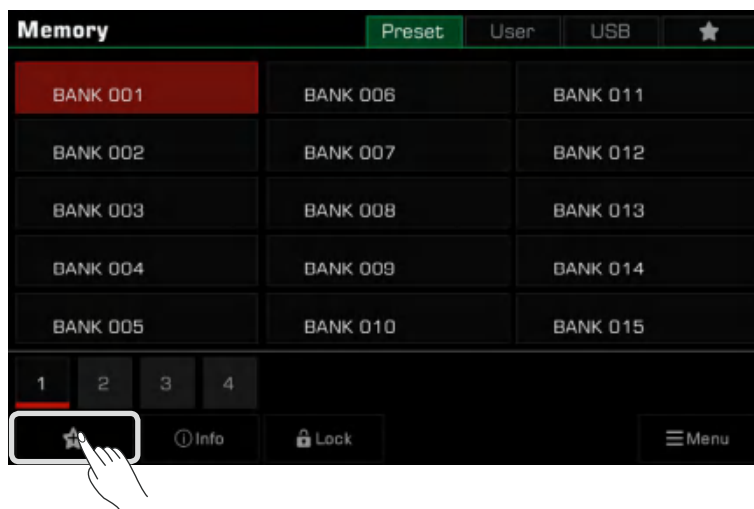 Memory Preset User USB
BANK 001 BANK 006 BANK 011
BANK 002 BANK 007 BANK 012
BANK 003 BANK 008 BANK 013
BANK 004 BANK 009 BANK 014
BANK 005 BANK 010 BANK 015
1 2 3 4
Info Lock Menu